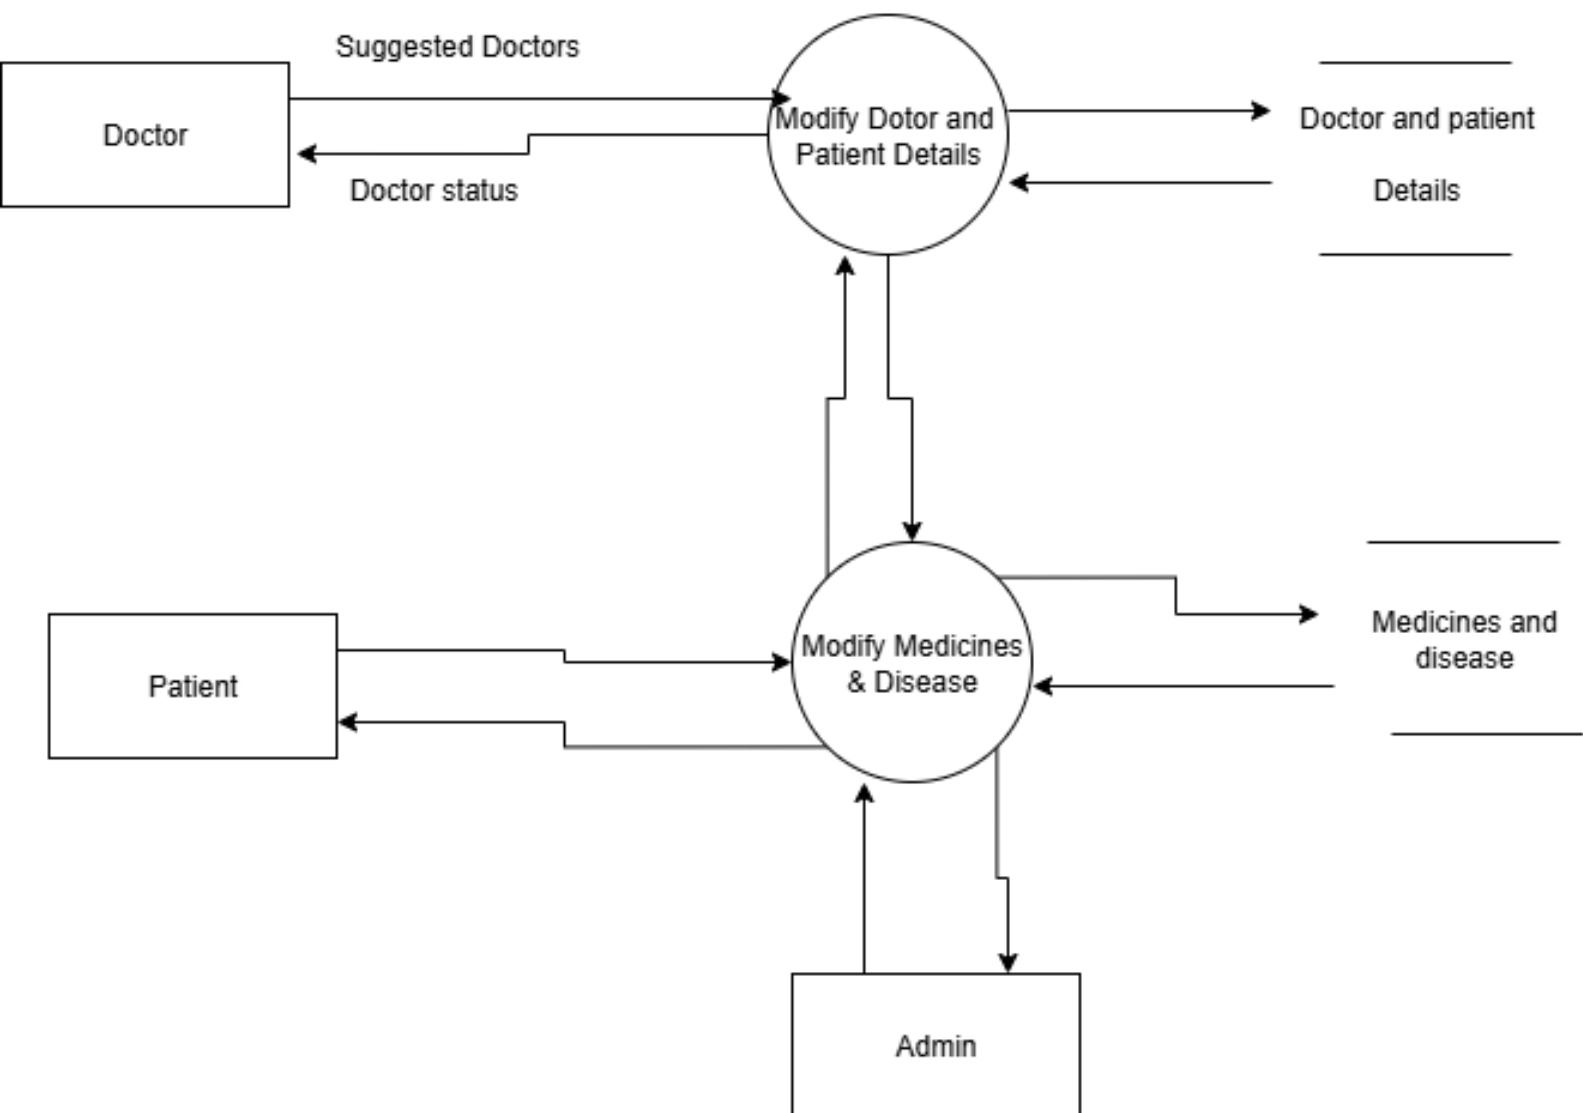 Suggested Doctors
Doctor
Modify Dotor and
Patient Details
Doctor and patient
Doctor status
Details
Modify Medicines
& Disease
Medicines and
disease
Patient
Admin